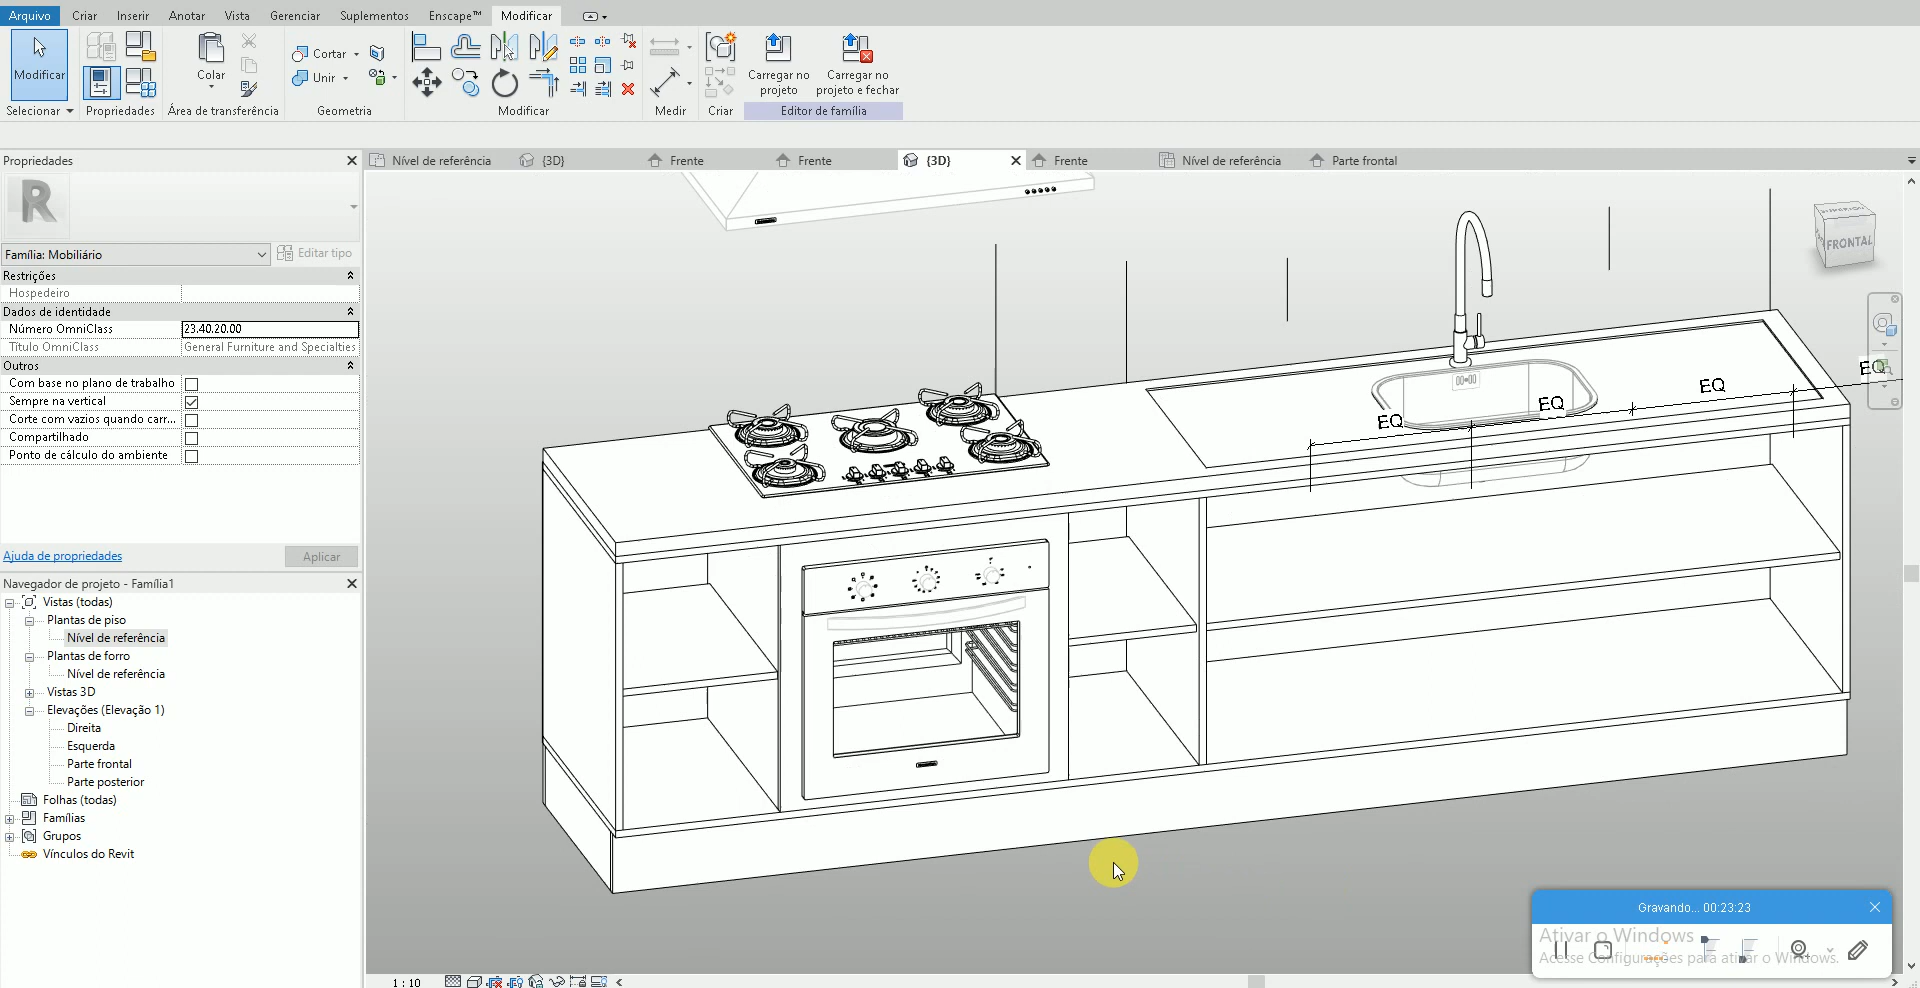 Arquivo Criar Inserir Anotar Vista Gerenciar Suplementos Enscape™ Modificar
Modificar
Colar
Cortar
Unir
Carregar no projeto
Carregar no projeto e fechar
Selecionar Propriedades Área de transferência Geometria Modificar Medir Criar Editor de família
Propriedades
Nível de referência {3D} Frente Frente {3D} Frente Nível de referência Parte frontal
R
Família: Mobiliário
Editar tipo
Restrições
Hospedeiro
Dados de identidade
Número OmniClass 23.40.20.00
Título OmniClass General Furniture and Specialties
Outros
Com base no plano de trabalho
Sempre na vertical
Corte com vazios quando carr...
Compartilhado
Ponto de cálculo do ambiente
Ajuda de propriedades
Aplicar
Navegador de projeto - Família1
Vistas (todas)
Plantas de piso
Nível de referência
Plantas de forro
Nível de referência
Vistas 3D
Elevações (Elevação 1)
Direita
Esquerda
Parte frontal
Parte posterior
Folhas (todas)
Famílias
Grupos
Vínculos do Revit
SUPERIOR
FRONTAL
EQ
EQ
EQ
EQ
Gravando... 00:23:23
Ativar o Windows
Acesse Configurações para ativar o Windows.
1 : 10